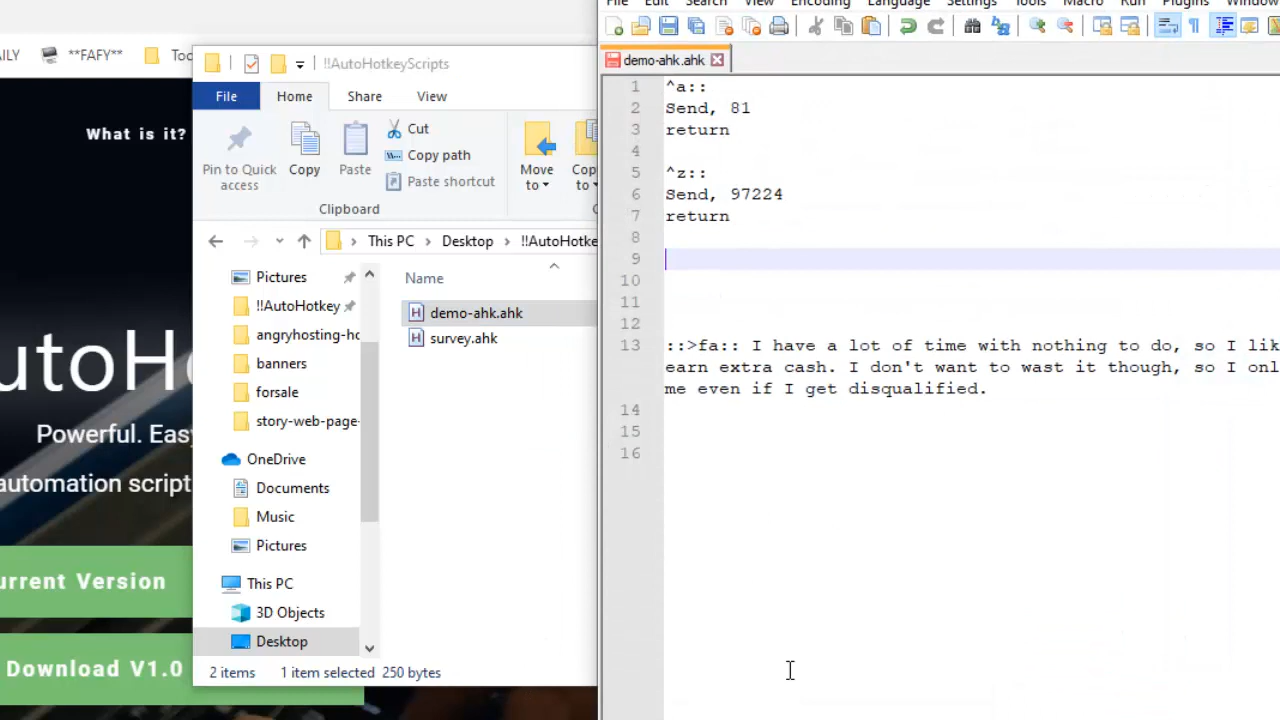 File Edit Search View Encoding Language Settings Tools Macro Run Plugins Window
demo-ahk.ahk
1 ^a::
2 Send, 81
3 return
4
5 ^z::
6 Send, 97224
7 return
8
9
10
11
12
13 ::>fa:: I have a lot of time with nothing to do, so I lik
earn extra cash. I don't want to wast it though, so I onl
me even if I get disqualified.
14
15
16
ILY **FAFY** Too
What is it?
utoH
Powerful. Eas
automation script
urrent Version
Download V1.0
!!AutoHotkeyScripts
File Home Share View
Pin to Quick access
Copy
Paste
Cut
Copy path
Paste shortcut
Move to
Cop to
Clipboard
This PC > Desktop > !!AutoHotke
Name
demo-ahk.ahk
survey.ahk
Pictures
!!AutoHotkey
angryhosting-ho
banners
forsale
story-web-page-
OneDrive
Documents
Music
Pictures
This PC
3D Objects
Desktop
2 items 1 item selected 250 bytes